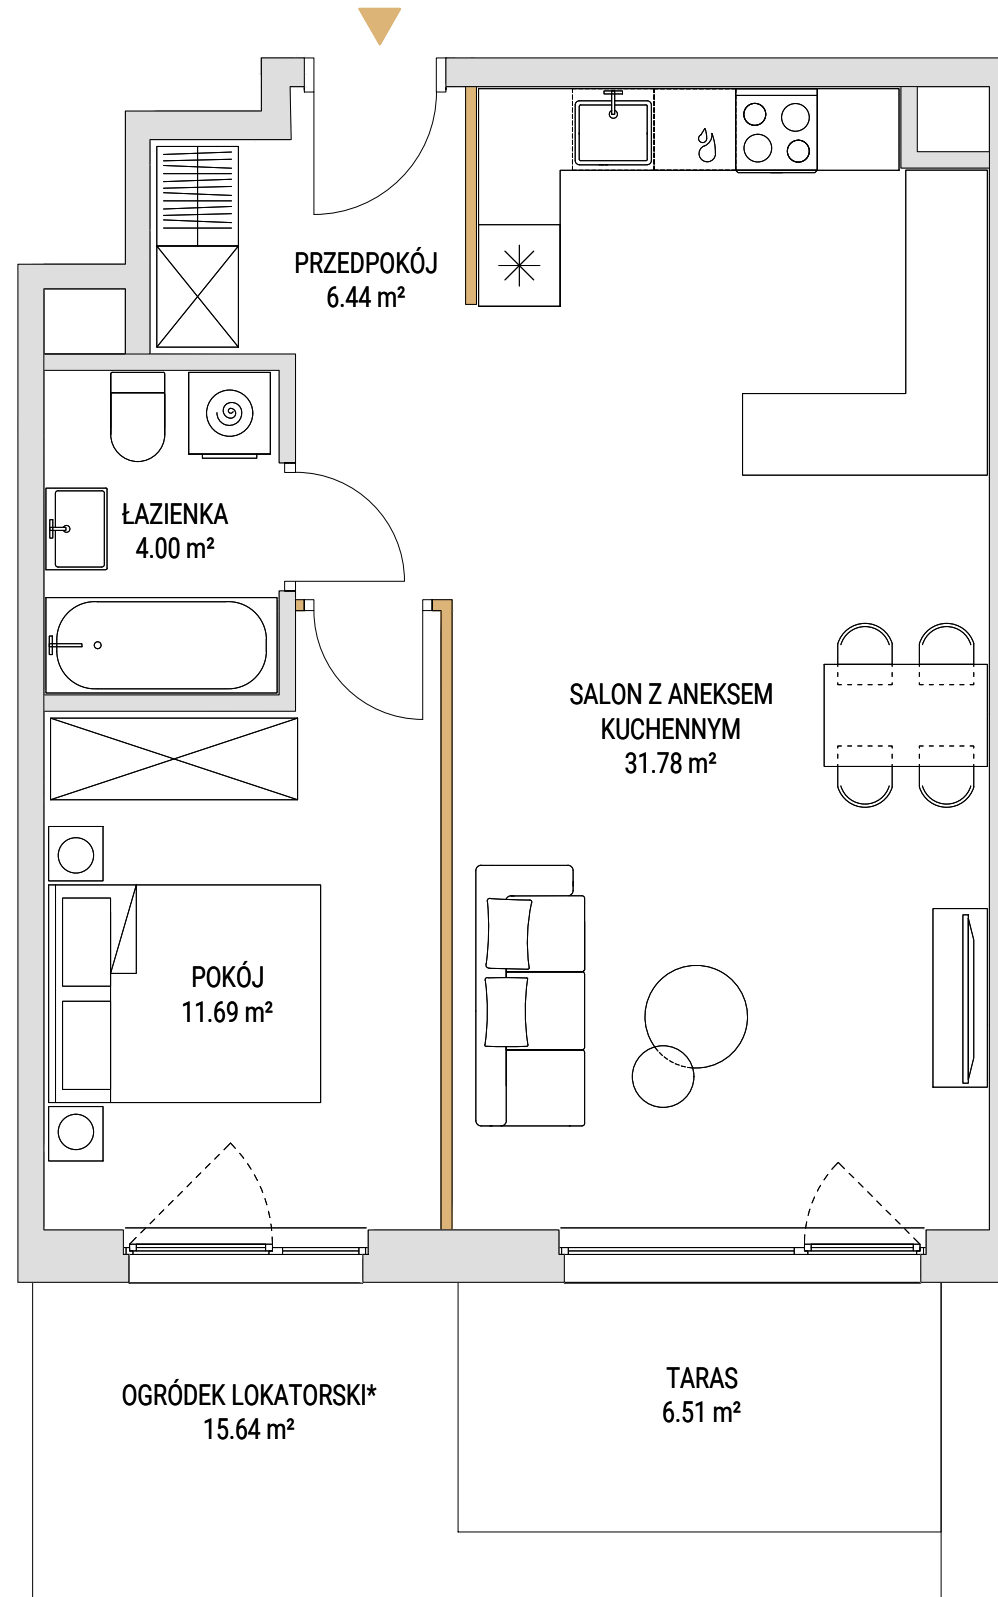 PRZEDPOKÓJ
6.44 m²
ŁAZIENKA
4.00 m²
SALON Z ANEKSEM
KUCHENNYM
31.78 m²
POKÓJ
11.69 m²
OGRÓDEK LOKATORSKI*
15.64 m²
TARAS
6.51 m²